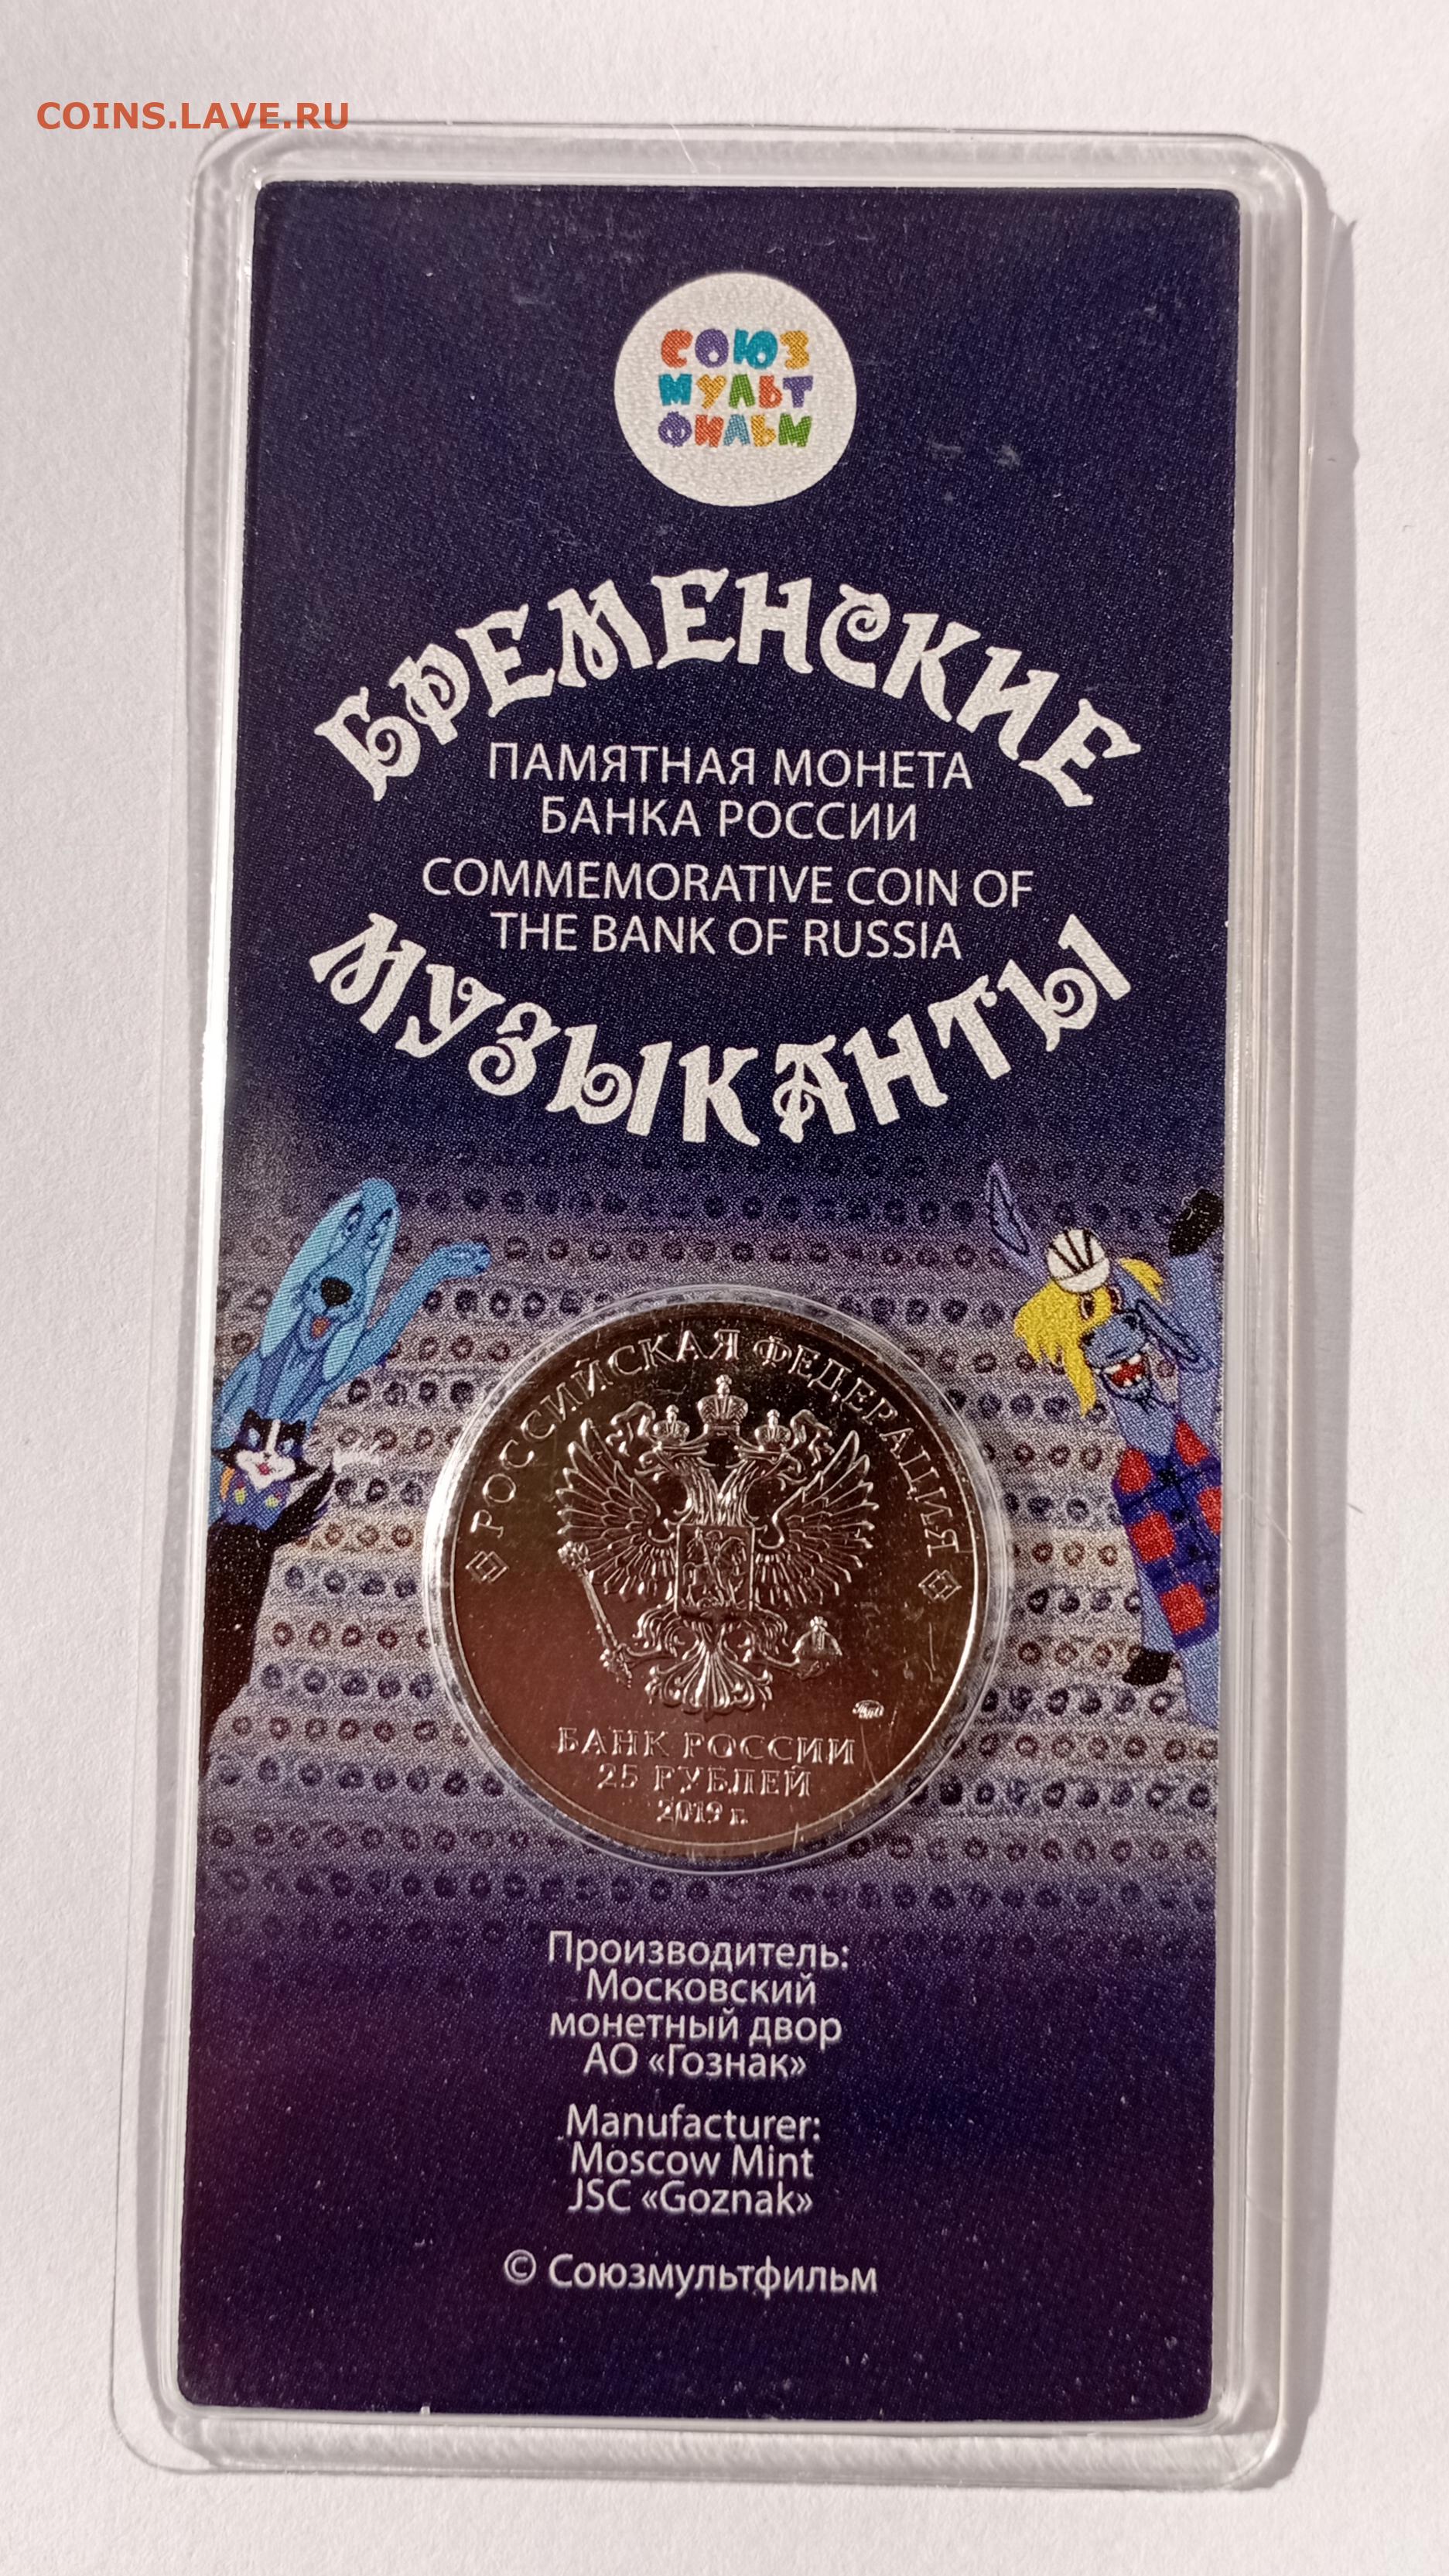 COINS.LAVE.RU
СОЮЗ
МУЛЬТ
ФИЛЬМ
БРЕМЕНСКИЕ
ПАМЯТНАЯ МОНЕТА
БАНКА РОССИИ
COMMEMORATIVE COIN OF
THE BANK OF RUSSIA
МУЗЫКАНТЫ
РОССИЙСКАЯ ФЕДЕРАЦИЯ
БАНК РОССИИ
25 РУБЛЕЙ
2019 г.
Производитель:
Московский
монетный двор
АО «Гознак»
Manufacturer:
Moscow Mint
JSC «Goznak»
© Союзмультфильм